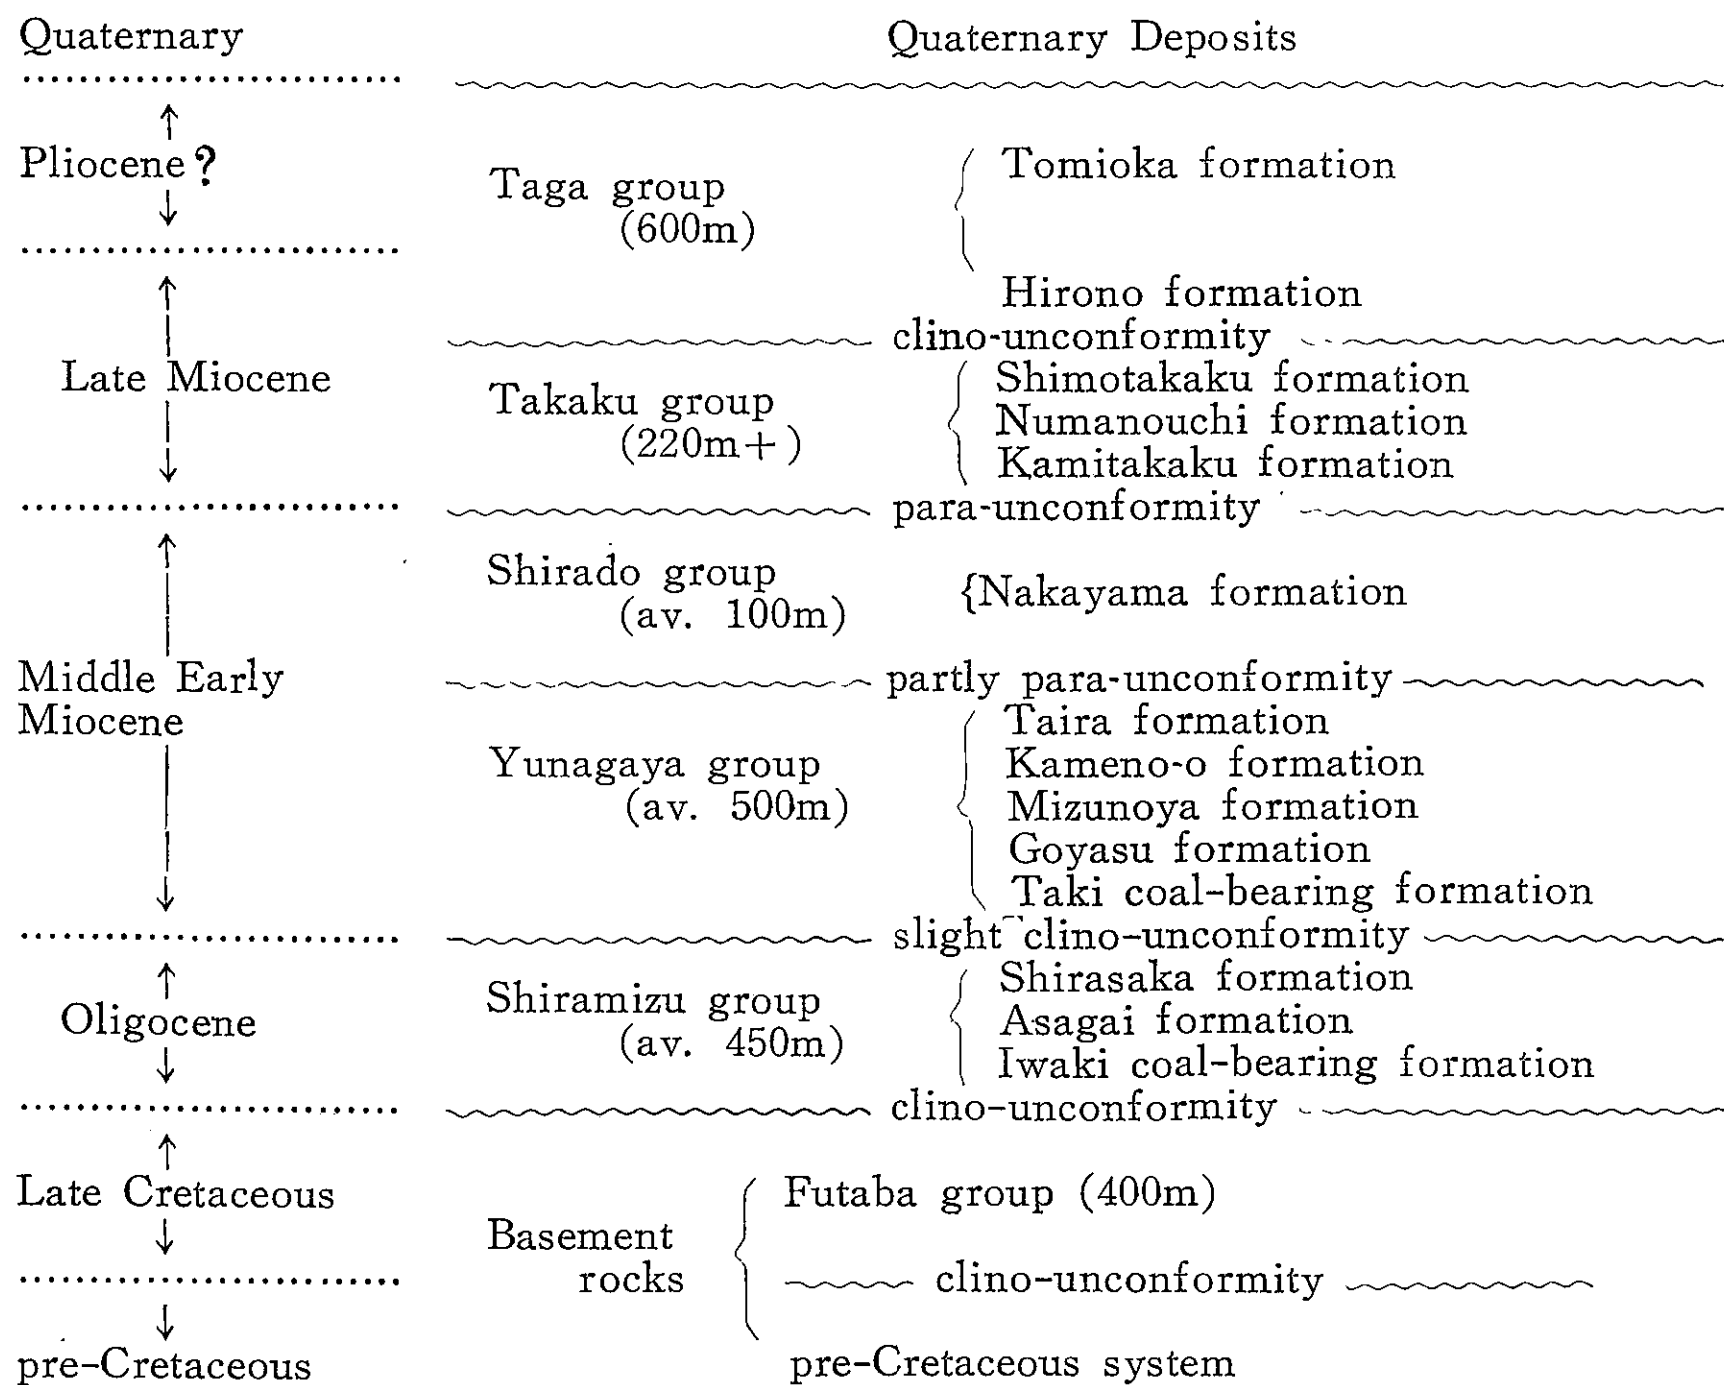 Quaternary Quaternary Deposits
Pliocene? Taga group { Tomioka formation
(600m)
Hirono formation
clino-unconformity
Late Miocene Takaku group { Shimotakaku formation
(220m+) Numanouchi formation
Kamitakaku formation
para-unconformity
Shirado group {Nakayama formation
(av. 100m)
Middle Early partly para-unconformity
Miocene Taira formation
Yunagaya group { Kameno-o formation
(av. 500m) Mizunoya formation
Goyasu formation
Taki coal-bearing formation
slight clino-unconformity
Shiramizu group { Shirasaka formation
Oligocene (av. 450m) Asagai formation
Iwaki coal-bearing formation
clino-unconformity
Late Cretaceous Futaba group (400m)
Basement {
rocks clino-unconformity
pre-Cretaceous pre-Cretaceous system